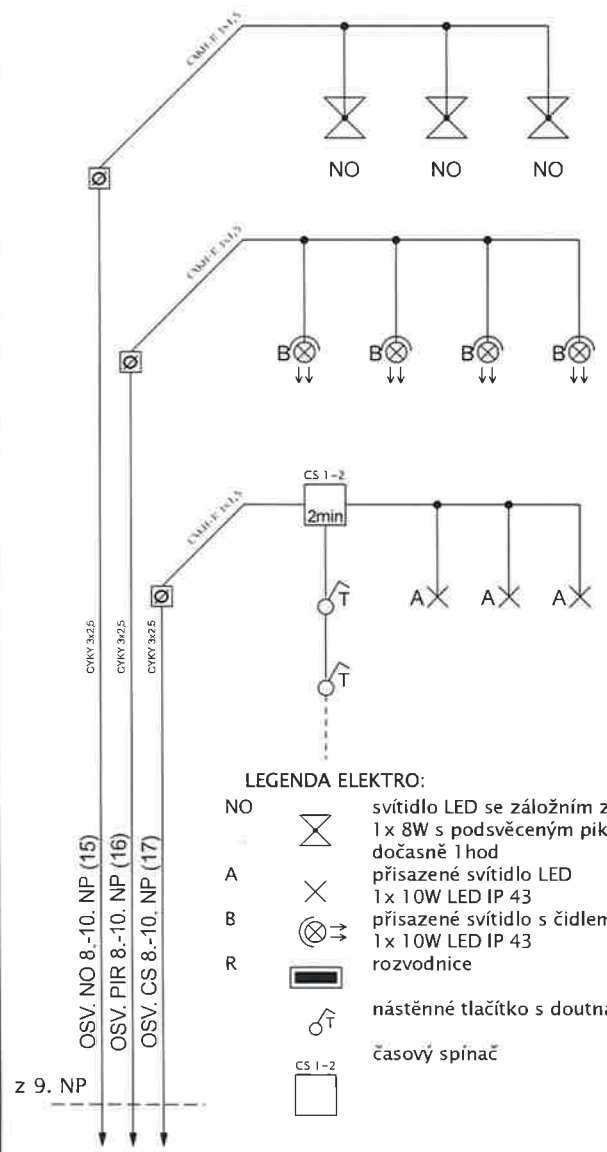 NO NO NO
B B B B
CS 1-2
2min
T
A A A
T
CYKY 3x2,5
CYKY 3x2,5
CYKY 3x2,5
OSV. NO 8.-10. NP (15)
OSV. PIR 8.-10. NP (16)
OSV. CS 8.-10. NP (17)
z 9. NP
LEGENDA ELEKTRO:
NO svítidlo LED se záložním z
1x 8W s podsvěceným pik
dočasně 1hod
A přisazené svítidlo LED
1x 10W LED IP 43
B přisazené svítidlo s čidlem
1x 10W LED IP 43
R rozvodnice
T nástěnné tlačítko s doutna
CS 1-2 časový spínač